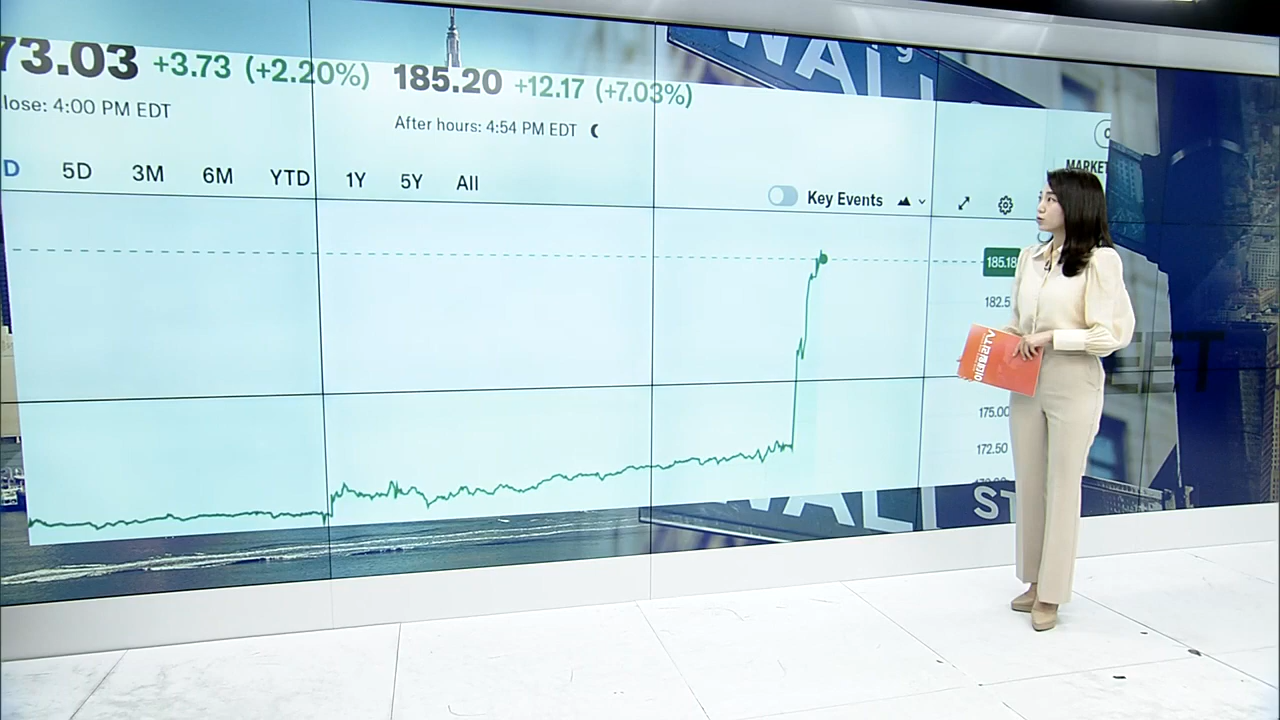 73.03 +3.73 (+2.20%) 185.20 +12.17 (+7.03%)
lose: 4:00 PM EDT After hours: 4:54 PM EDT
D 5D 3M 6M YTD 1Y 5Y All
Key Events
MARKET
185.18
182.5
175.00
172.50
WALL
WALL ST